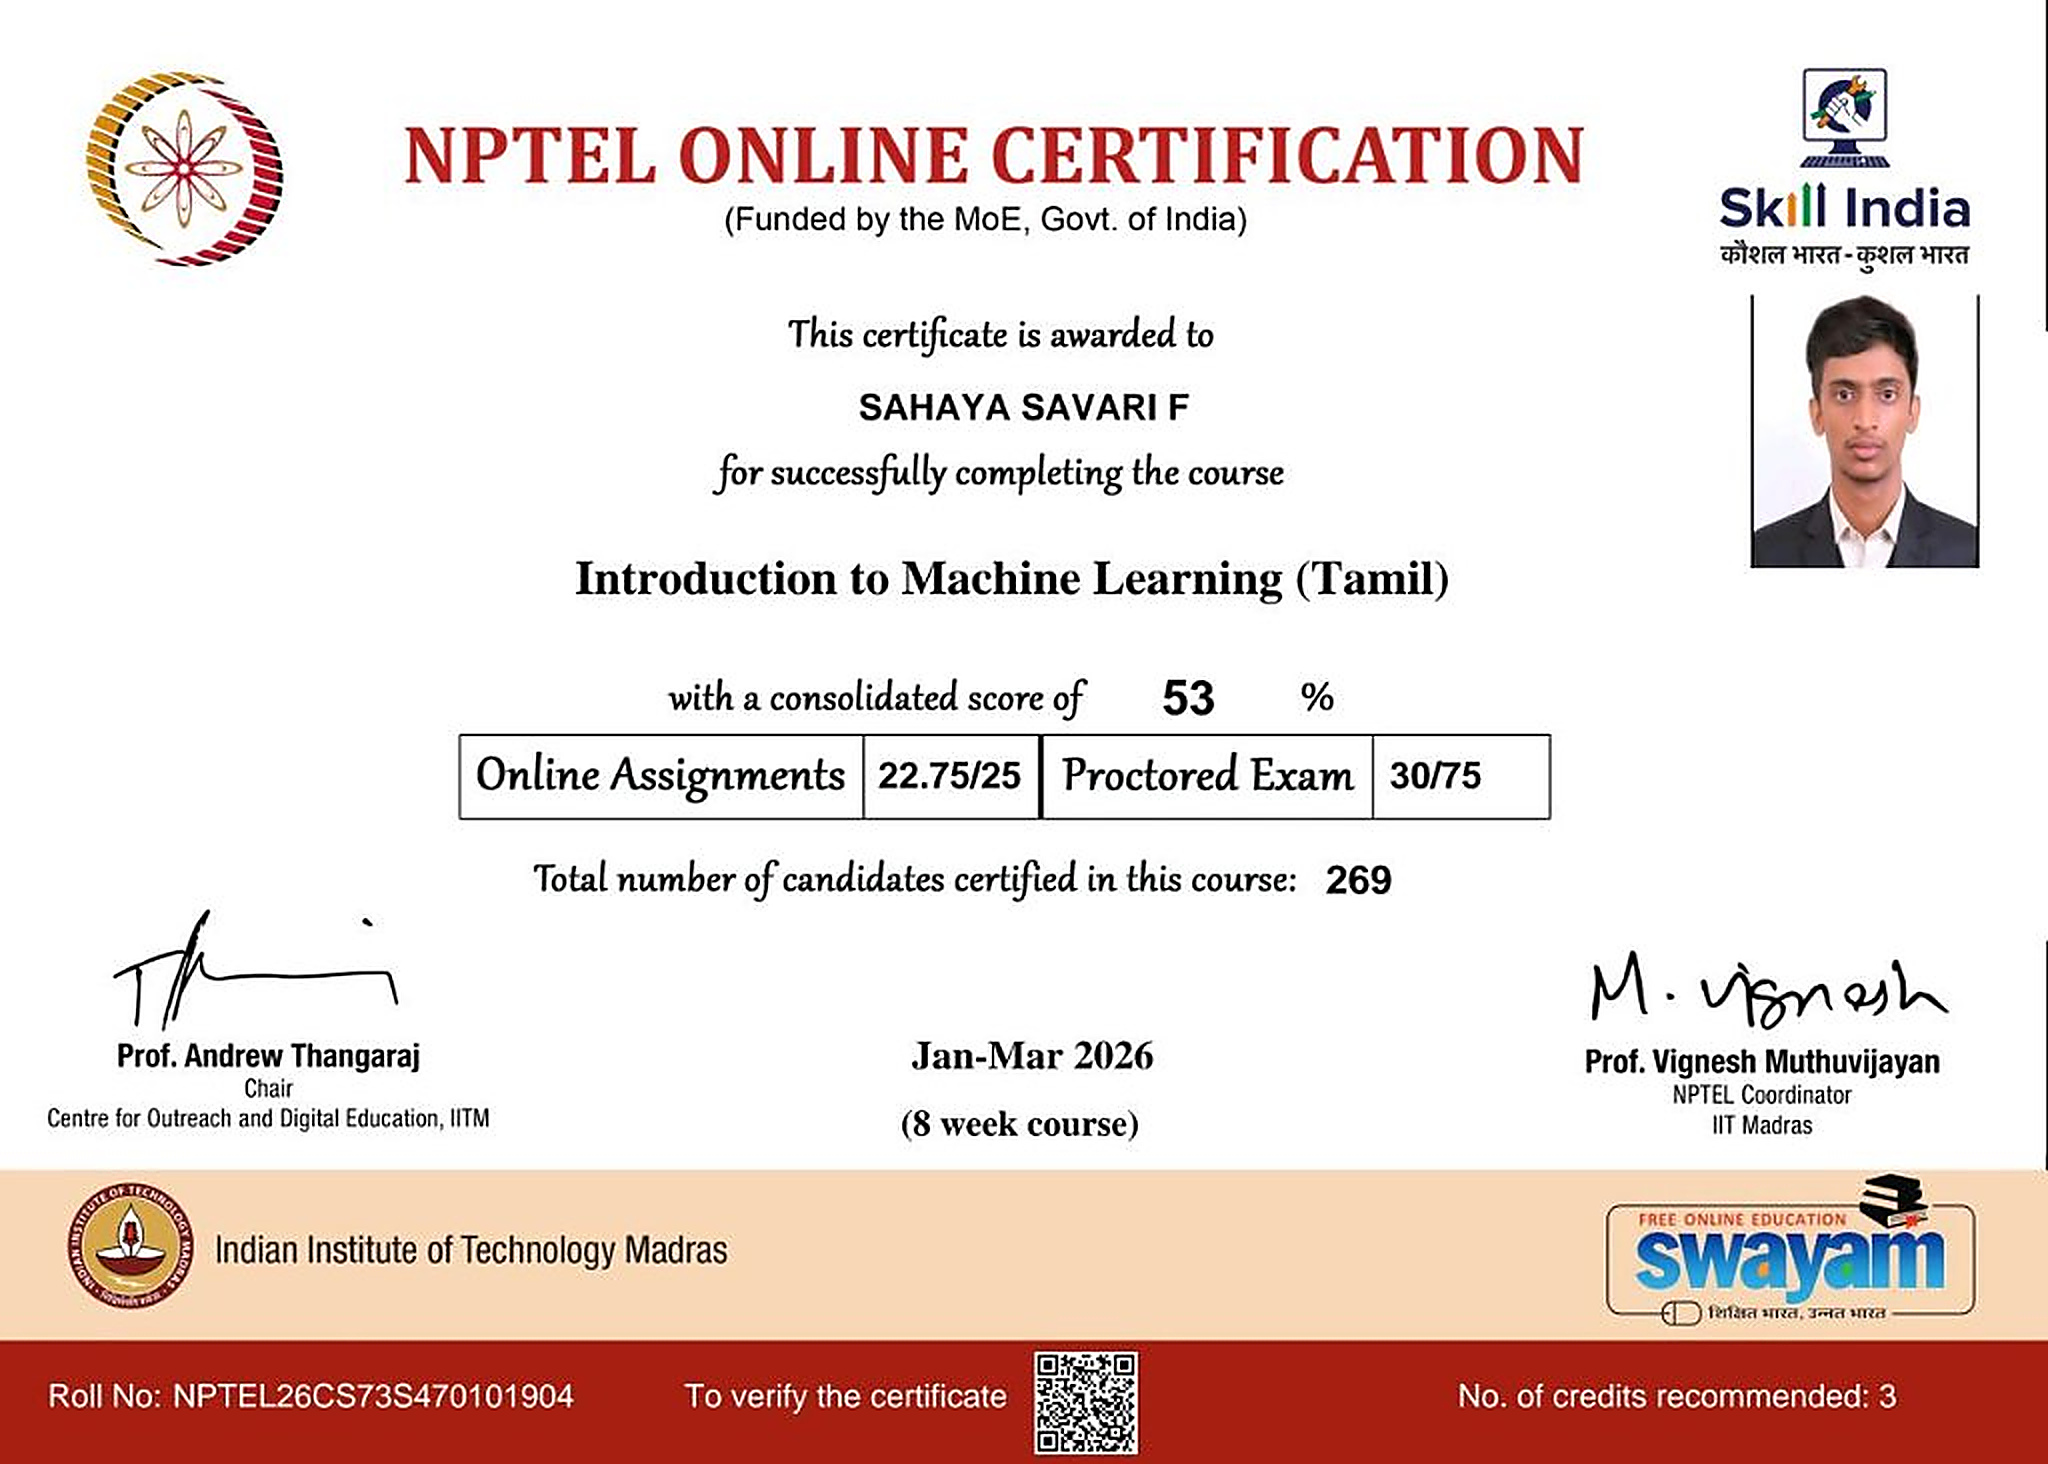 NPTEL ONLINE CERTIFICATION
(Funded by the MoE, Govt. of India)
Skill India
कौशल भारत - कुशल भारत
This certificate is awarded to
SAHAYA SAVARI F
for successfully completing the course
Introduction to Machine Learning (Tamil)
with a consolidated score of 53 %
Online Assignments 22.75/25 Proctored Exam 30/75
Total number of candidates certified in this course: 269
M. Vignesh
Prof. Andrew Thangaraj
Chair
Centre for Outreach and Digital Education, IITM
Jan-Mar 2026
(8 week course)
Prof. Vignesh Muthuvijayan
NPTEL Coordinator
IIT Madras
INDIAN INSTITUTE OF TECHNOLOGY MADRAS
Indian Institute of Technology Madras
FREE ONLINE EDUCATION
swayam
शिक्षित भारत, उन्नत भारत
Roll No: NPTEL26CS73S470101904
To verify the certificate
No. of credits recommended: 3